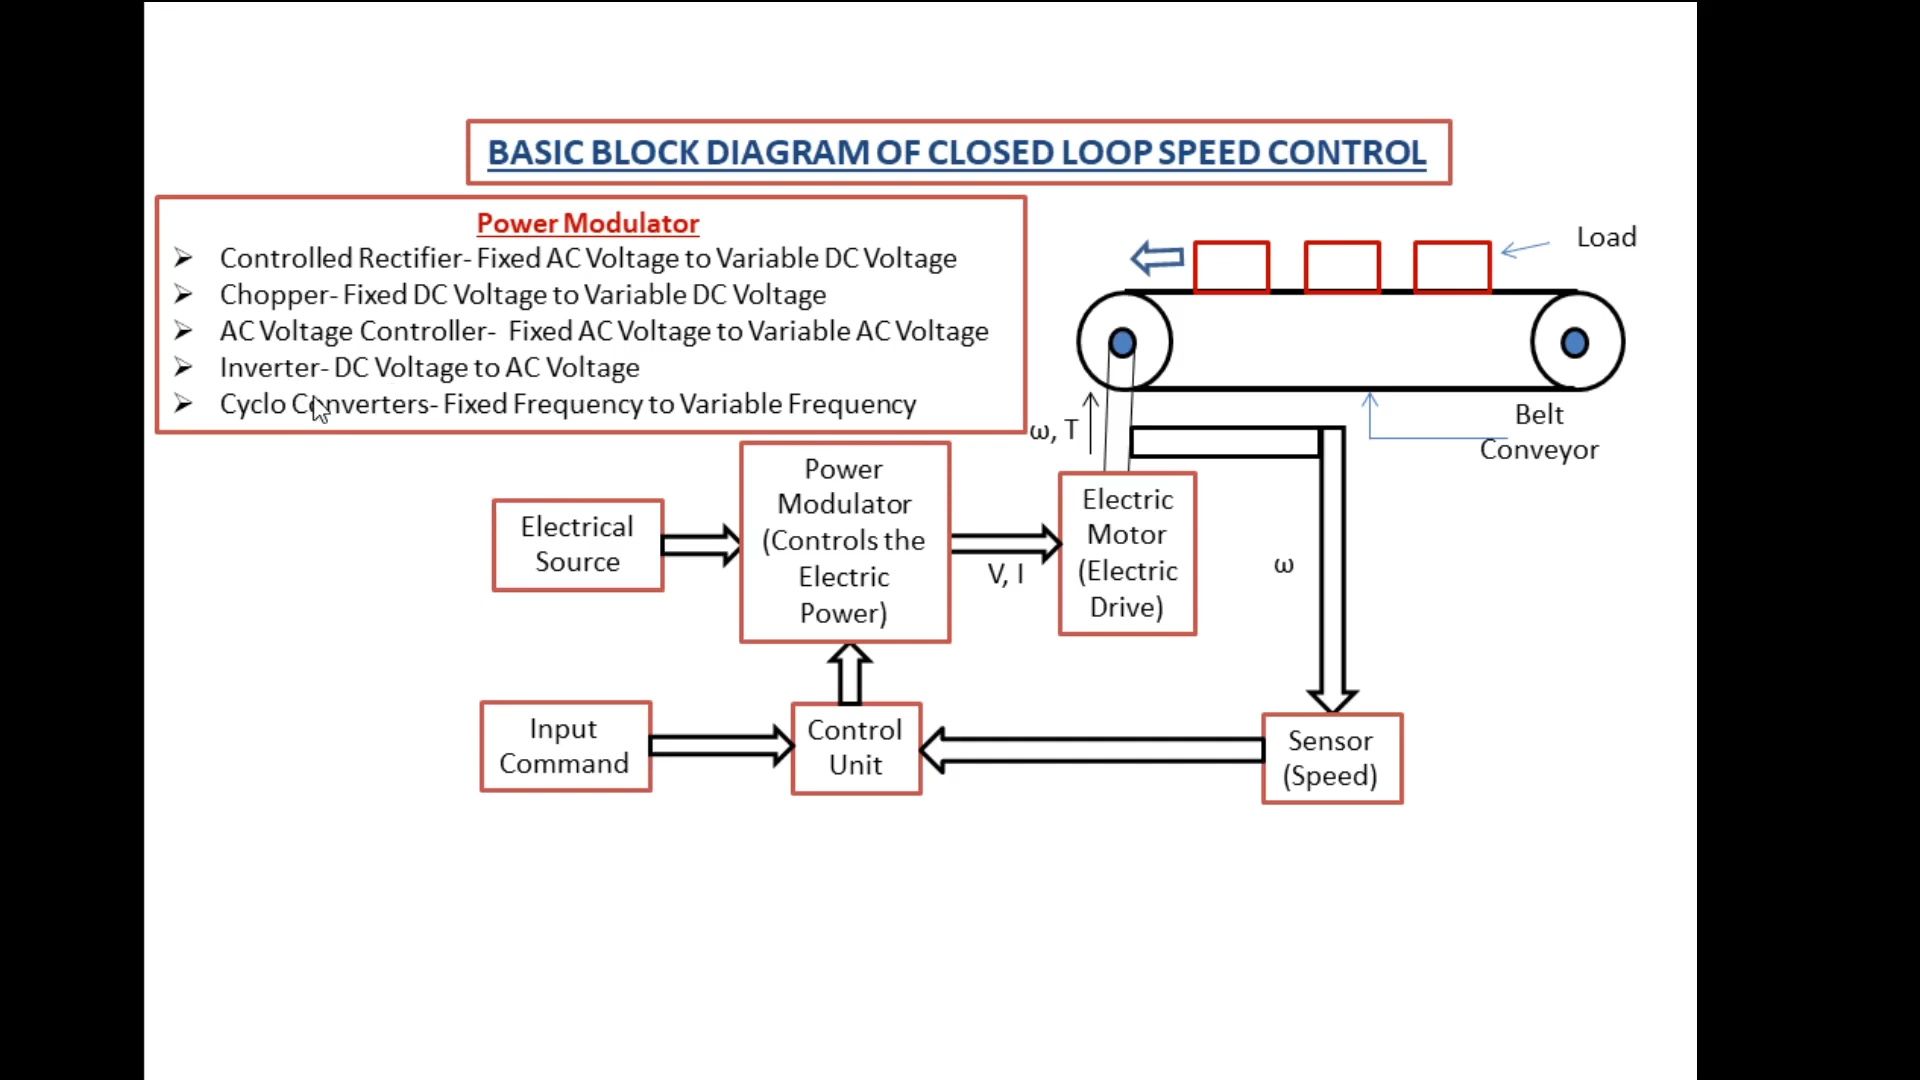 BASIC BLOCK DIAGRAM OF CLOSED LOOP SPEED CONTROL
Power Modulator
➢ Controlled Rectifier- Fixed AC Voltage to Variable DC Voltage
➢ Chopper- Fixed DC Voltage to Variable DC Voltage
➢ AC Voltage Controller- Fixed AC Voltage to Variable AC Voltage
➢ Inverter- DC Voltage to AC Voltage
➢ Cyclo Converters- Fixed Frequency to Variable Frequency
Load
Belt
Conveyor
ω, T
Power
Modulator
(Controls the
Electric
Power)
Electrical
Source
V, I
Electric
Motor
(Electric
Drive)
ω
Input
Command
Control
Unit
Sensor
(Speed)